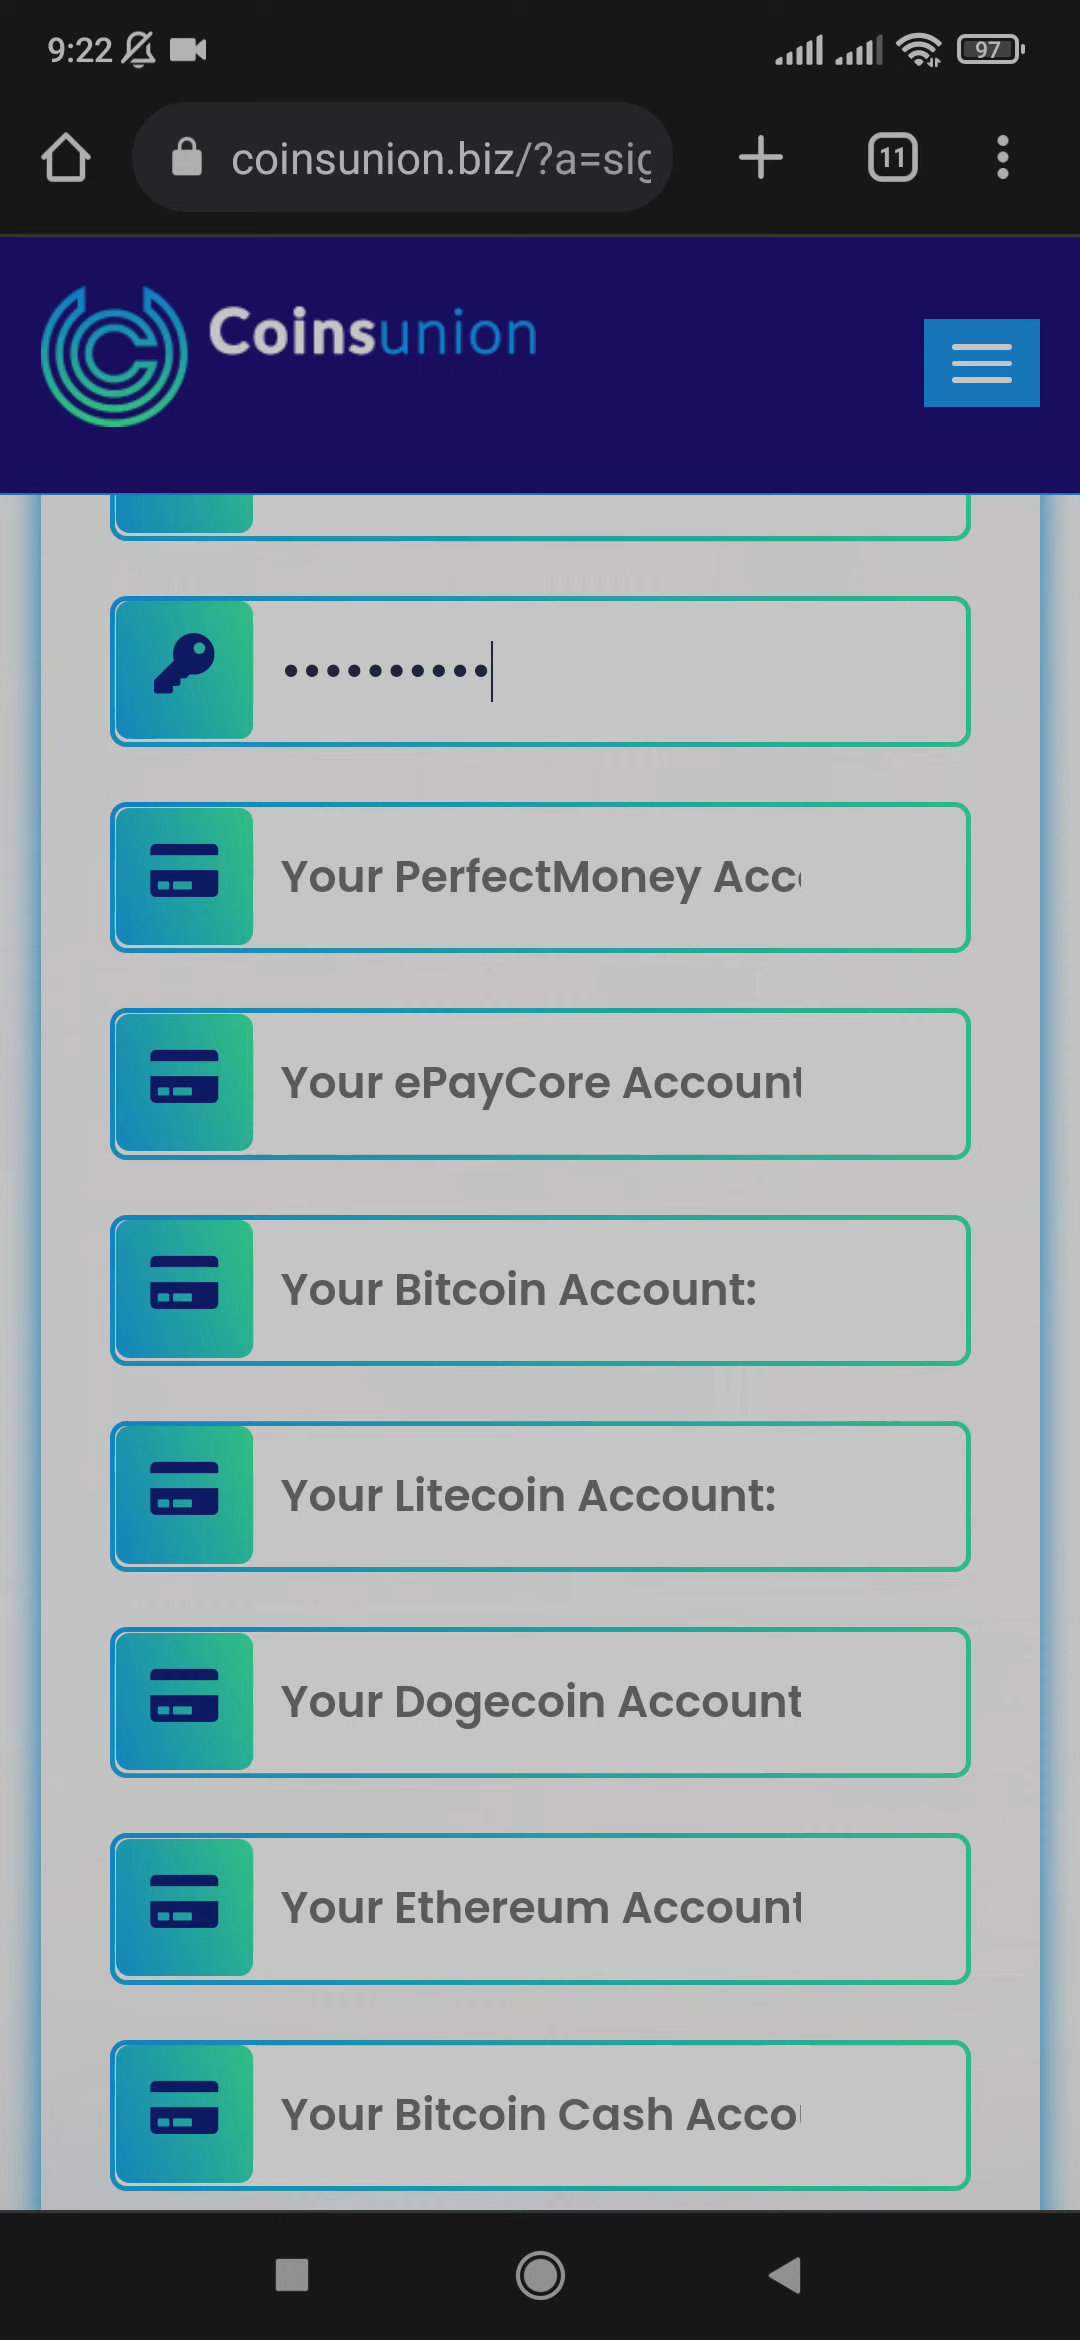 9:22
97
coinsunion.biz/?a=sig
11
Coinsunion
••••••••••
Your PerfectMoney Acc
Your ePayCore Account
Your Bitcoin Account:
Your Litecoin Account:
Your Dogecoin Account
Your Ethereum Account
Your Bitcoin Cash Acco